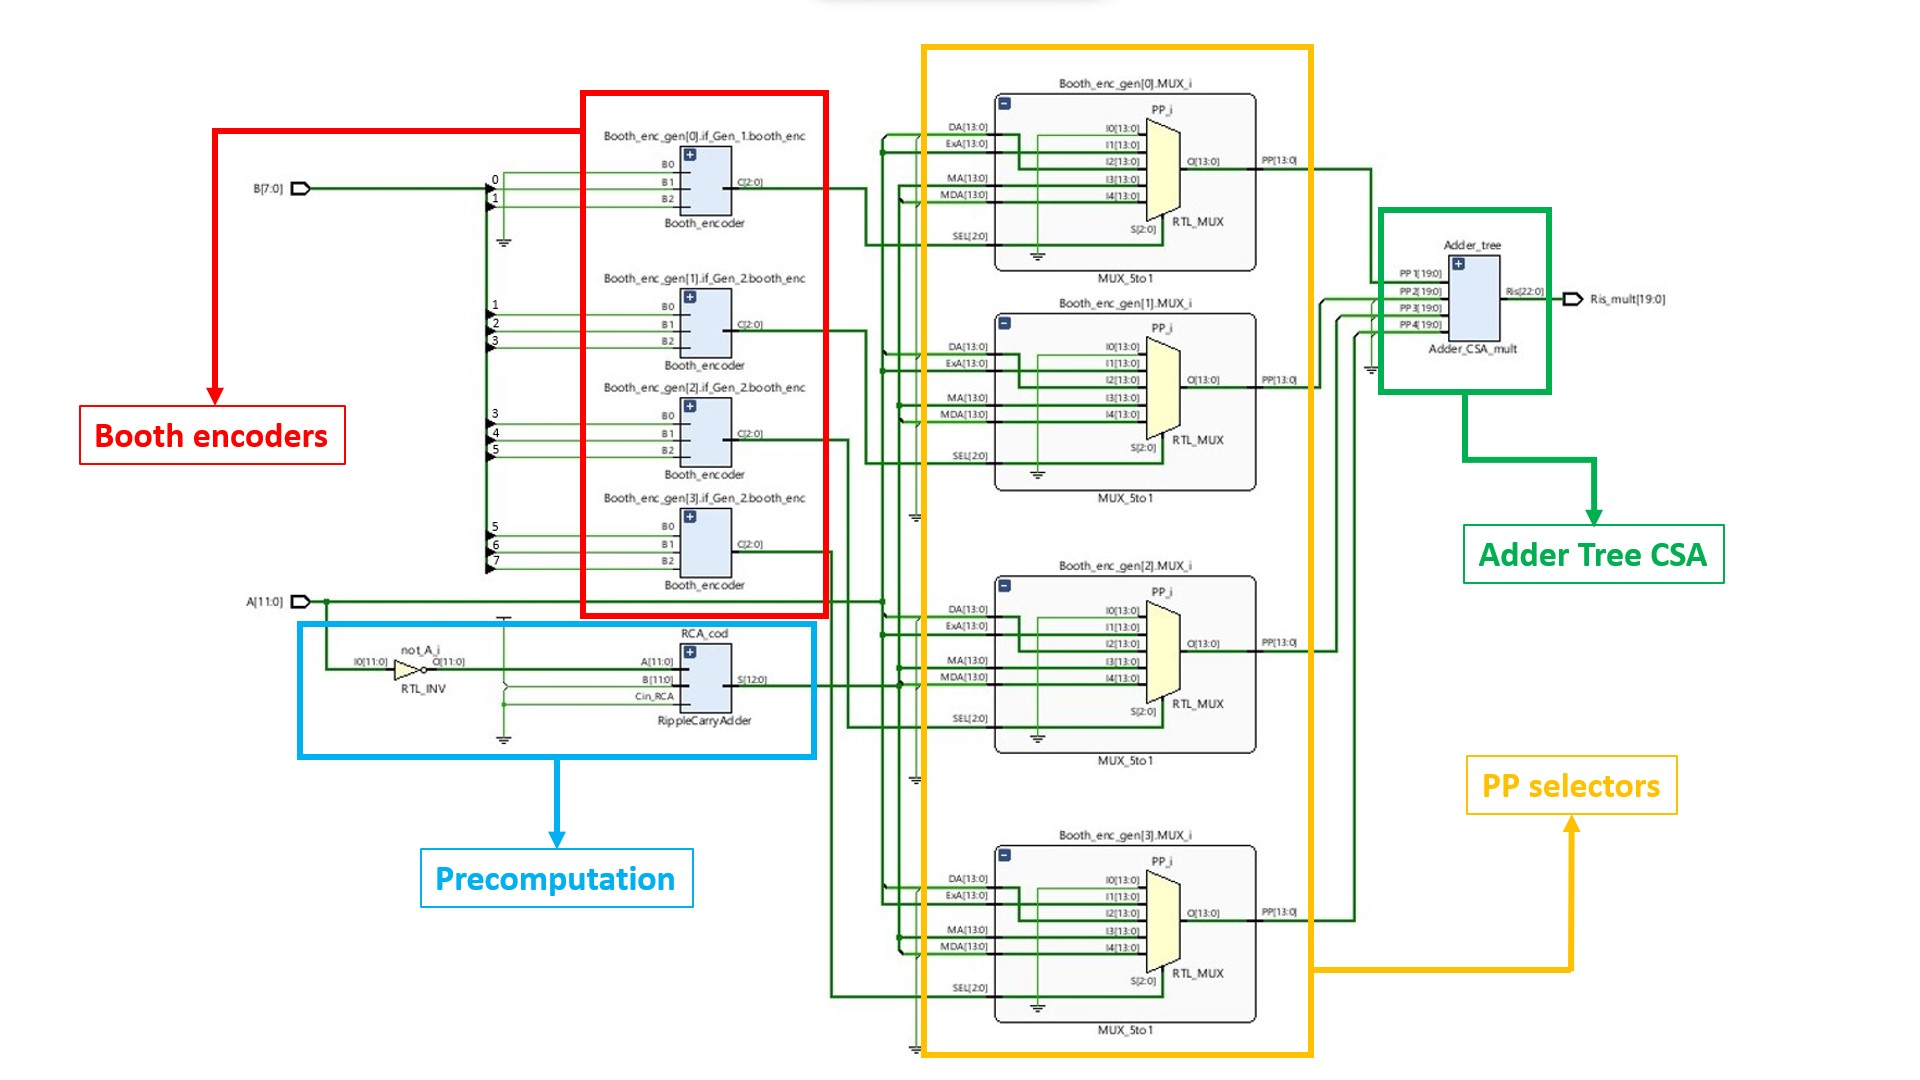 Booth_enc_gen[0].if_Gen_1.booth_enc
B0
B1
B2
C[2:0]
Booth_encoder
B[7:0]
0
1
Booth_enc_gen[1].if_Gen_2.booth_enc
B0
B1
B2
C[2:0]
Booth_encoder
1
2
3
Booth_enc_gen[2].if_Gen_2.booth_enc
B0
B1
B2
C[2:0]
Booth_encoder
3
4
5
Booth_enc_gen[3].if_Gen_2.booth_enc
B0
B1
B2
C[2:0]
Booth_encoder
5
6
7
Booth encoders
A[11:0]
not_A_i
I0[11:0]
O[11:0]
RTL_INV
RCA_cod
A[11:0]
B[11:0]
Cin_RCA
S[12:0]
RippleCarryAdder
Precomputation
Booth_enc_gen[0].MUX_i
PP_i
DA[13:0]
ExA[13:0]
MA[13:0]
MDA[13:0]
SEL[2:0]
I0[13:0]
I1[13:0]
I2[13:0]
I3[13:0]
I4[13:0]
S[2:0]
O[13:0]
PP[13:0]
RTL_MUX
MUX_5to1
Booth_enc_gen[1].MUX_i
PP_i
DA[13:0]
ExA[13:0]
MA[13:0]
MDA[13:0]
SEL[2:0]
I0[13:0]
I1[13:0]
I2[13:0]
I3[13:0]
I4[13:0]
S[2:0]
O[13:0]
PP[13:0]
RTL_MUX
MUX_5to1
Booth_enc_gen[2].MUX_i
PP_i
DA[13:0]
ExA[13:0]
MA[13:0]
MDA[13:0]
SEL[2:0]
I0[13:0]
I1[13:0]
I2[13:0]
I3[13:0]
I4[13:0]
S[2:0]
O[13:0]
PP[13:0]
RTL_MUX
MUX_5to1
Booth_enc_gen[3].MUX_i
PP_i
DA[13:0]
ExA[13:0]
MA[13:0]
MDA[13:0]
SEL[2:0]
I0[13:0]
I1[13:0]
I2[13:0]
I3[13:0]
I4[13:0]
S[2:0]
O[13:0]
PP[13:0]
RTL_MUX
MUX_5to1
Adder_tree
PP1[19:0]
PP2[19:0]
PP3[19:0]
PP4[19:0]
Ris[22:0]
Adder_CSA_mult
Ris_mult[19:0]
Adder Tree CSA
PP selectors